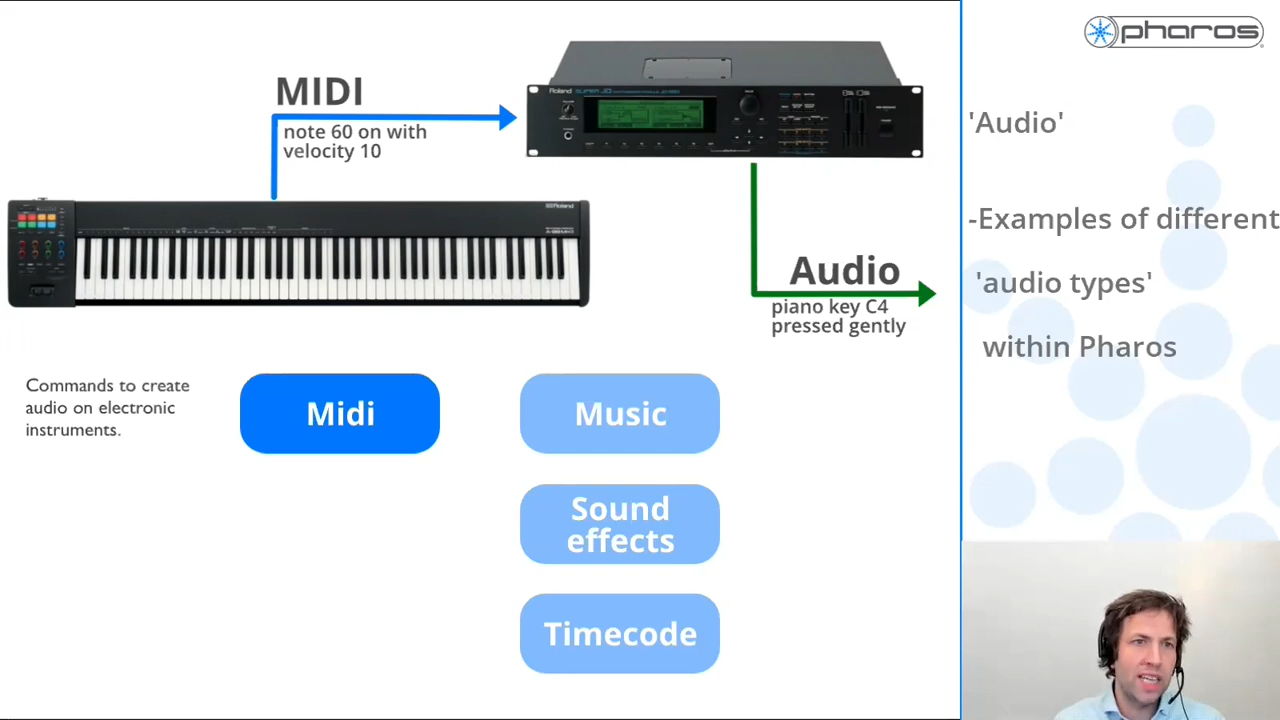 pharos
MIDI
note 60 on with
velocity 10
Roland
Roland
Audio
piano key C4
pressed gently
Commands to create
audio on electronic
instruments.
Midi
Music
Sound
effects
Timecode
'Audio'
-Examples of different
'audio types'
within Pharos